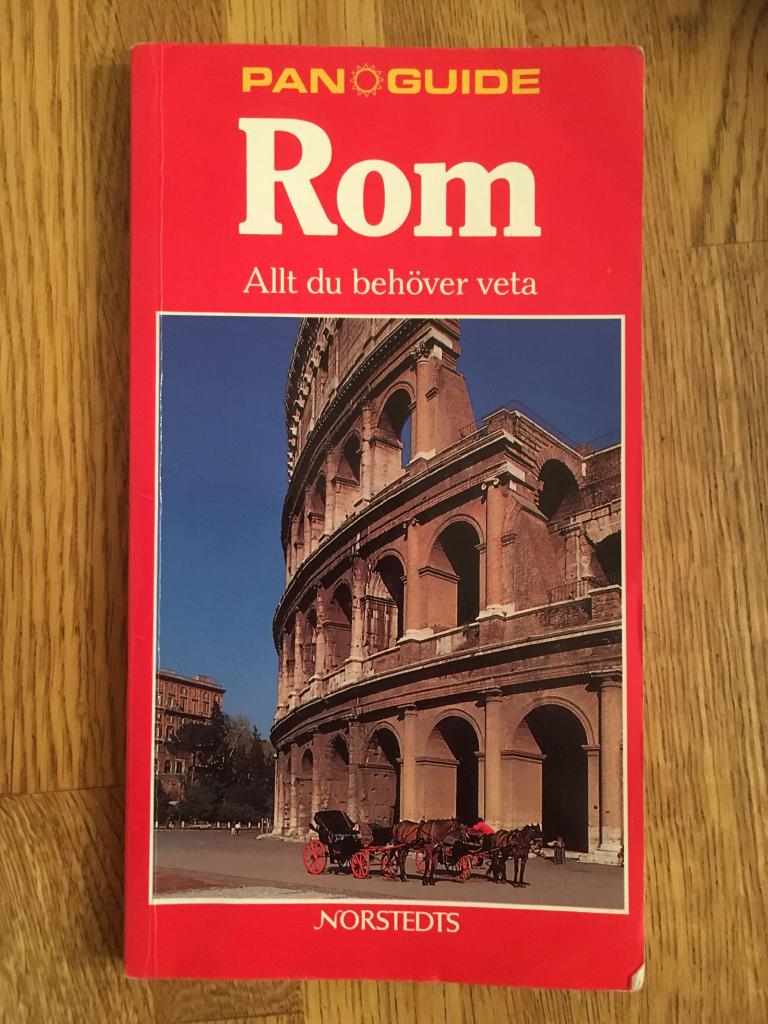 PAN GUIDE
Rom
Allt du behöver veta
NORSTEDTS